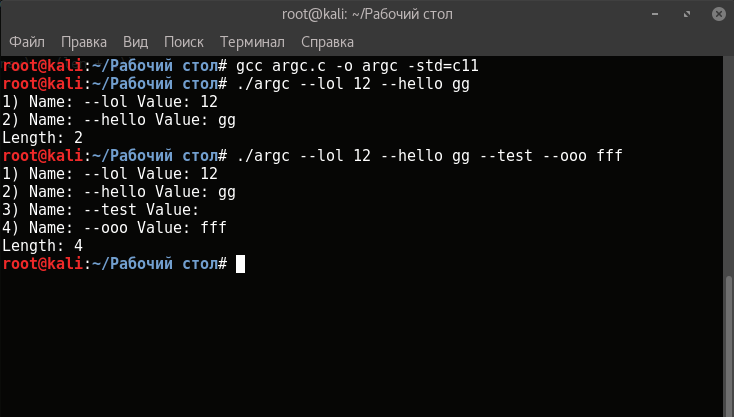 root@kali: ~/Рабочий стол
Файл Правка Вид Поиск Терминал Справка
root@kali:~/Рабочий стол# gcc argc.c -o argc -std=c11
root@kali:~/Рабочий стол# ./argc --lol 12 --hello gg
1) Name: --lol Value: 12
2) Name: --hello Value: gg
Length: 2
root@kali:~/Рабочий стол# ./argc --lol 12 --hello gg --test --ooo fff
1) Name: --lol Value: 12
2) Name: --hello Value: gg
3) Name: --test Value:
4) Name: --ooo Value: fff
Length: 4
root@kali:~/Рабочий стол#